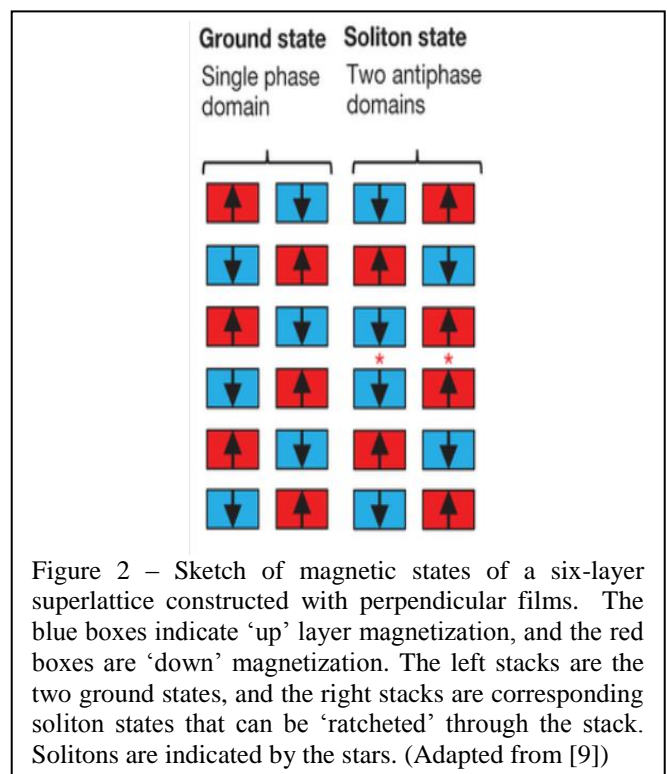 Ground state Soliton state
Single phase domain
Two antiphase domains
* *
Figure 2 – Sketch of magnetic states of a six-layer
superlattice constructed with perpendicular films. The
blue boxes indicate ‘up’ layer magnetization, and the red
boxes are ‘down’ magnetization. The left stacks are the
two ground states, and the right stacks are corresponding
soliton states that can be ‘ratcheted’ through the stack.
Solitons are indicated by the stars. (Adapted from [9])